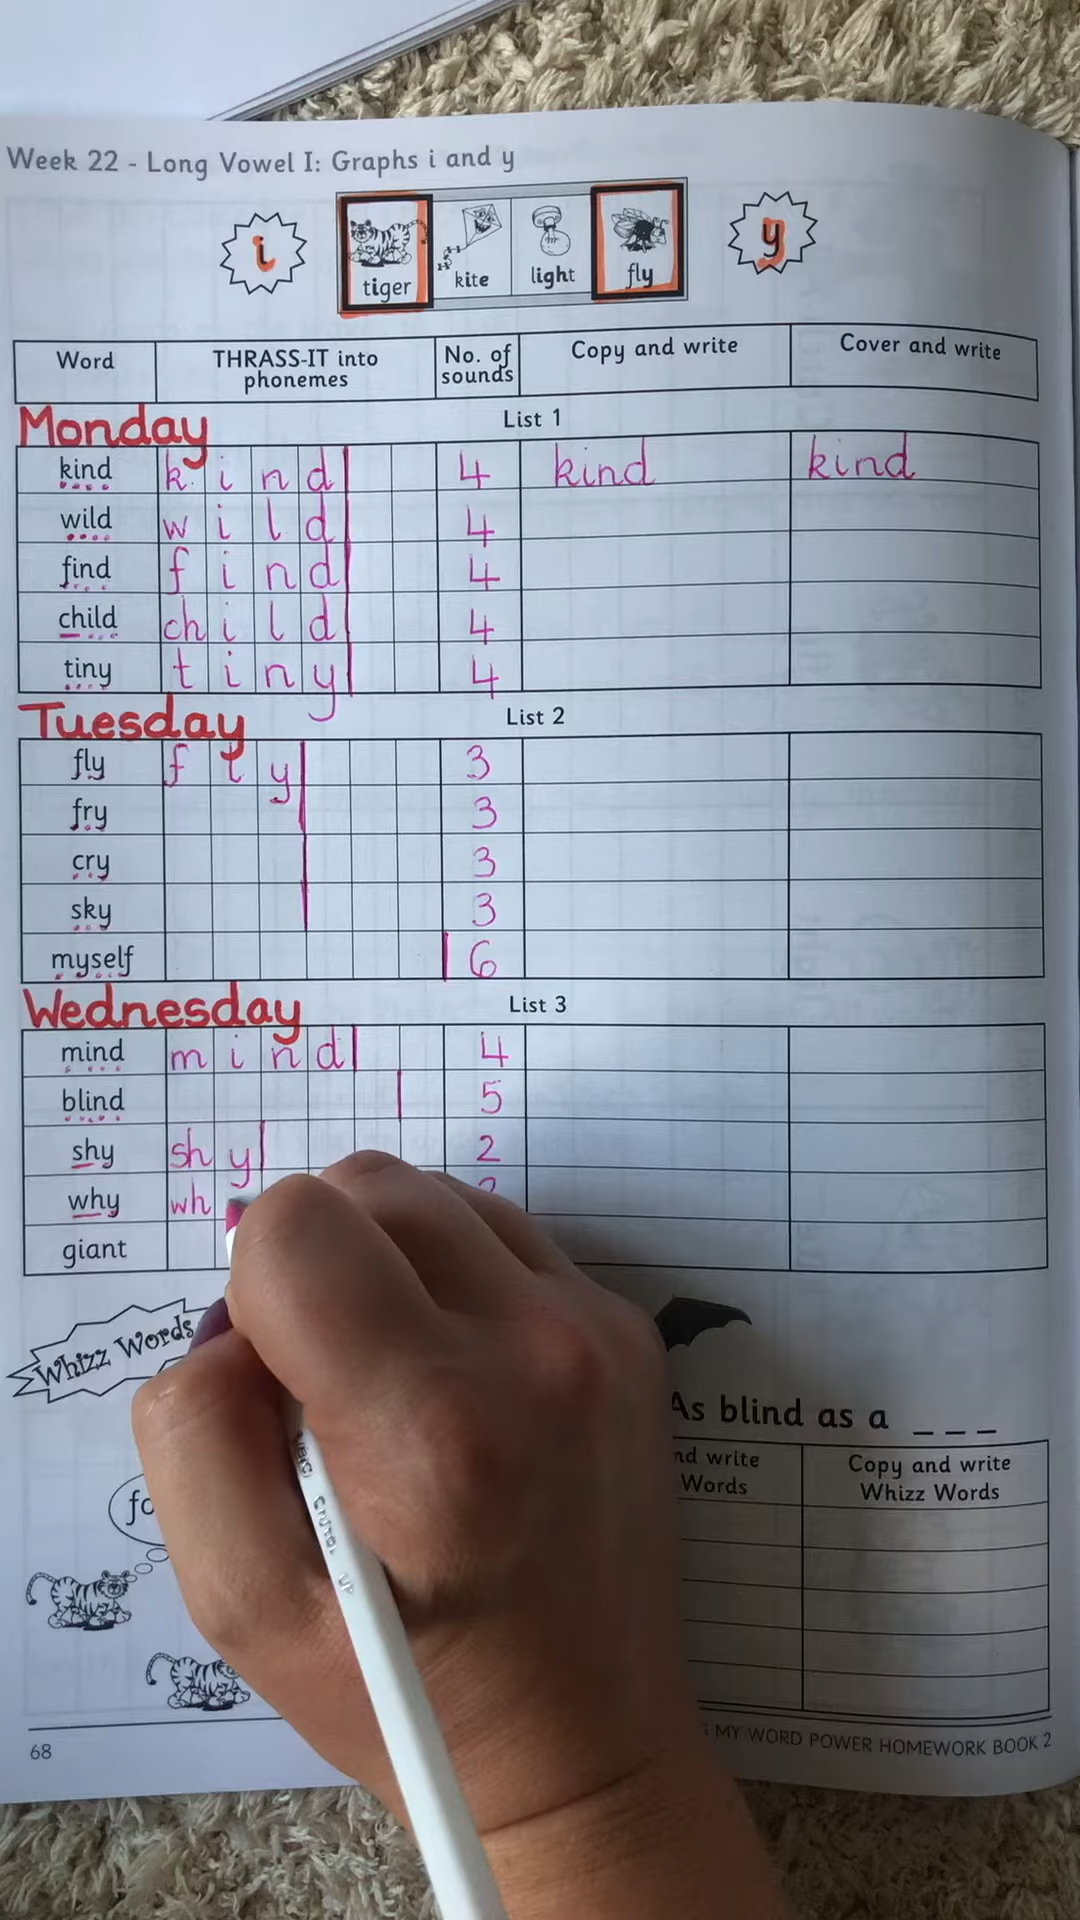 Week 22 - Long Vowel I: Graphs i and y
i tiger kite light fly y
Word THRASS-IT into phonemes No. of sounds Copy and write Cover and write
Monday List 1
kind k i n d 4 kind kind
wild w i l d 4
find f i n d 4
child ch i l d 4
tiny t i n y 4
Tuesday List 2
fly f l y 3
fry 3
cry 3
sky 3
myself 6
Wednesday List 3
mind m i n d 4
blind 5
shy sh y 2
why wh
giant
Whizz Words
As blind as a _ _ _
write Words Copy and write Whizz Words
68 MY WORD POWER HOMEWORK BOOK 2